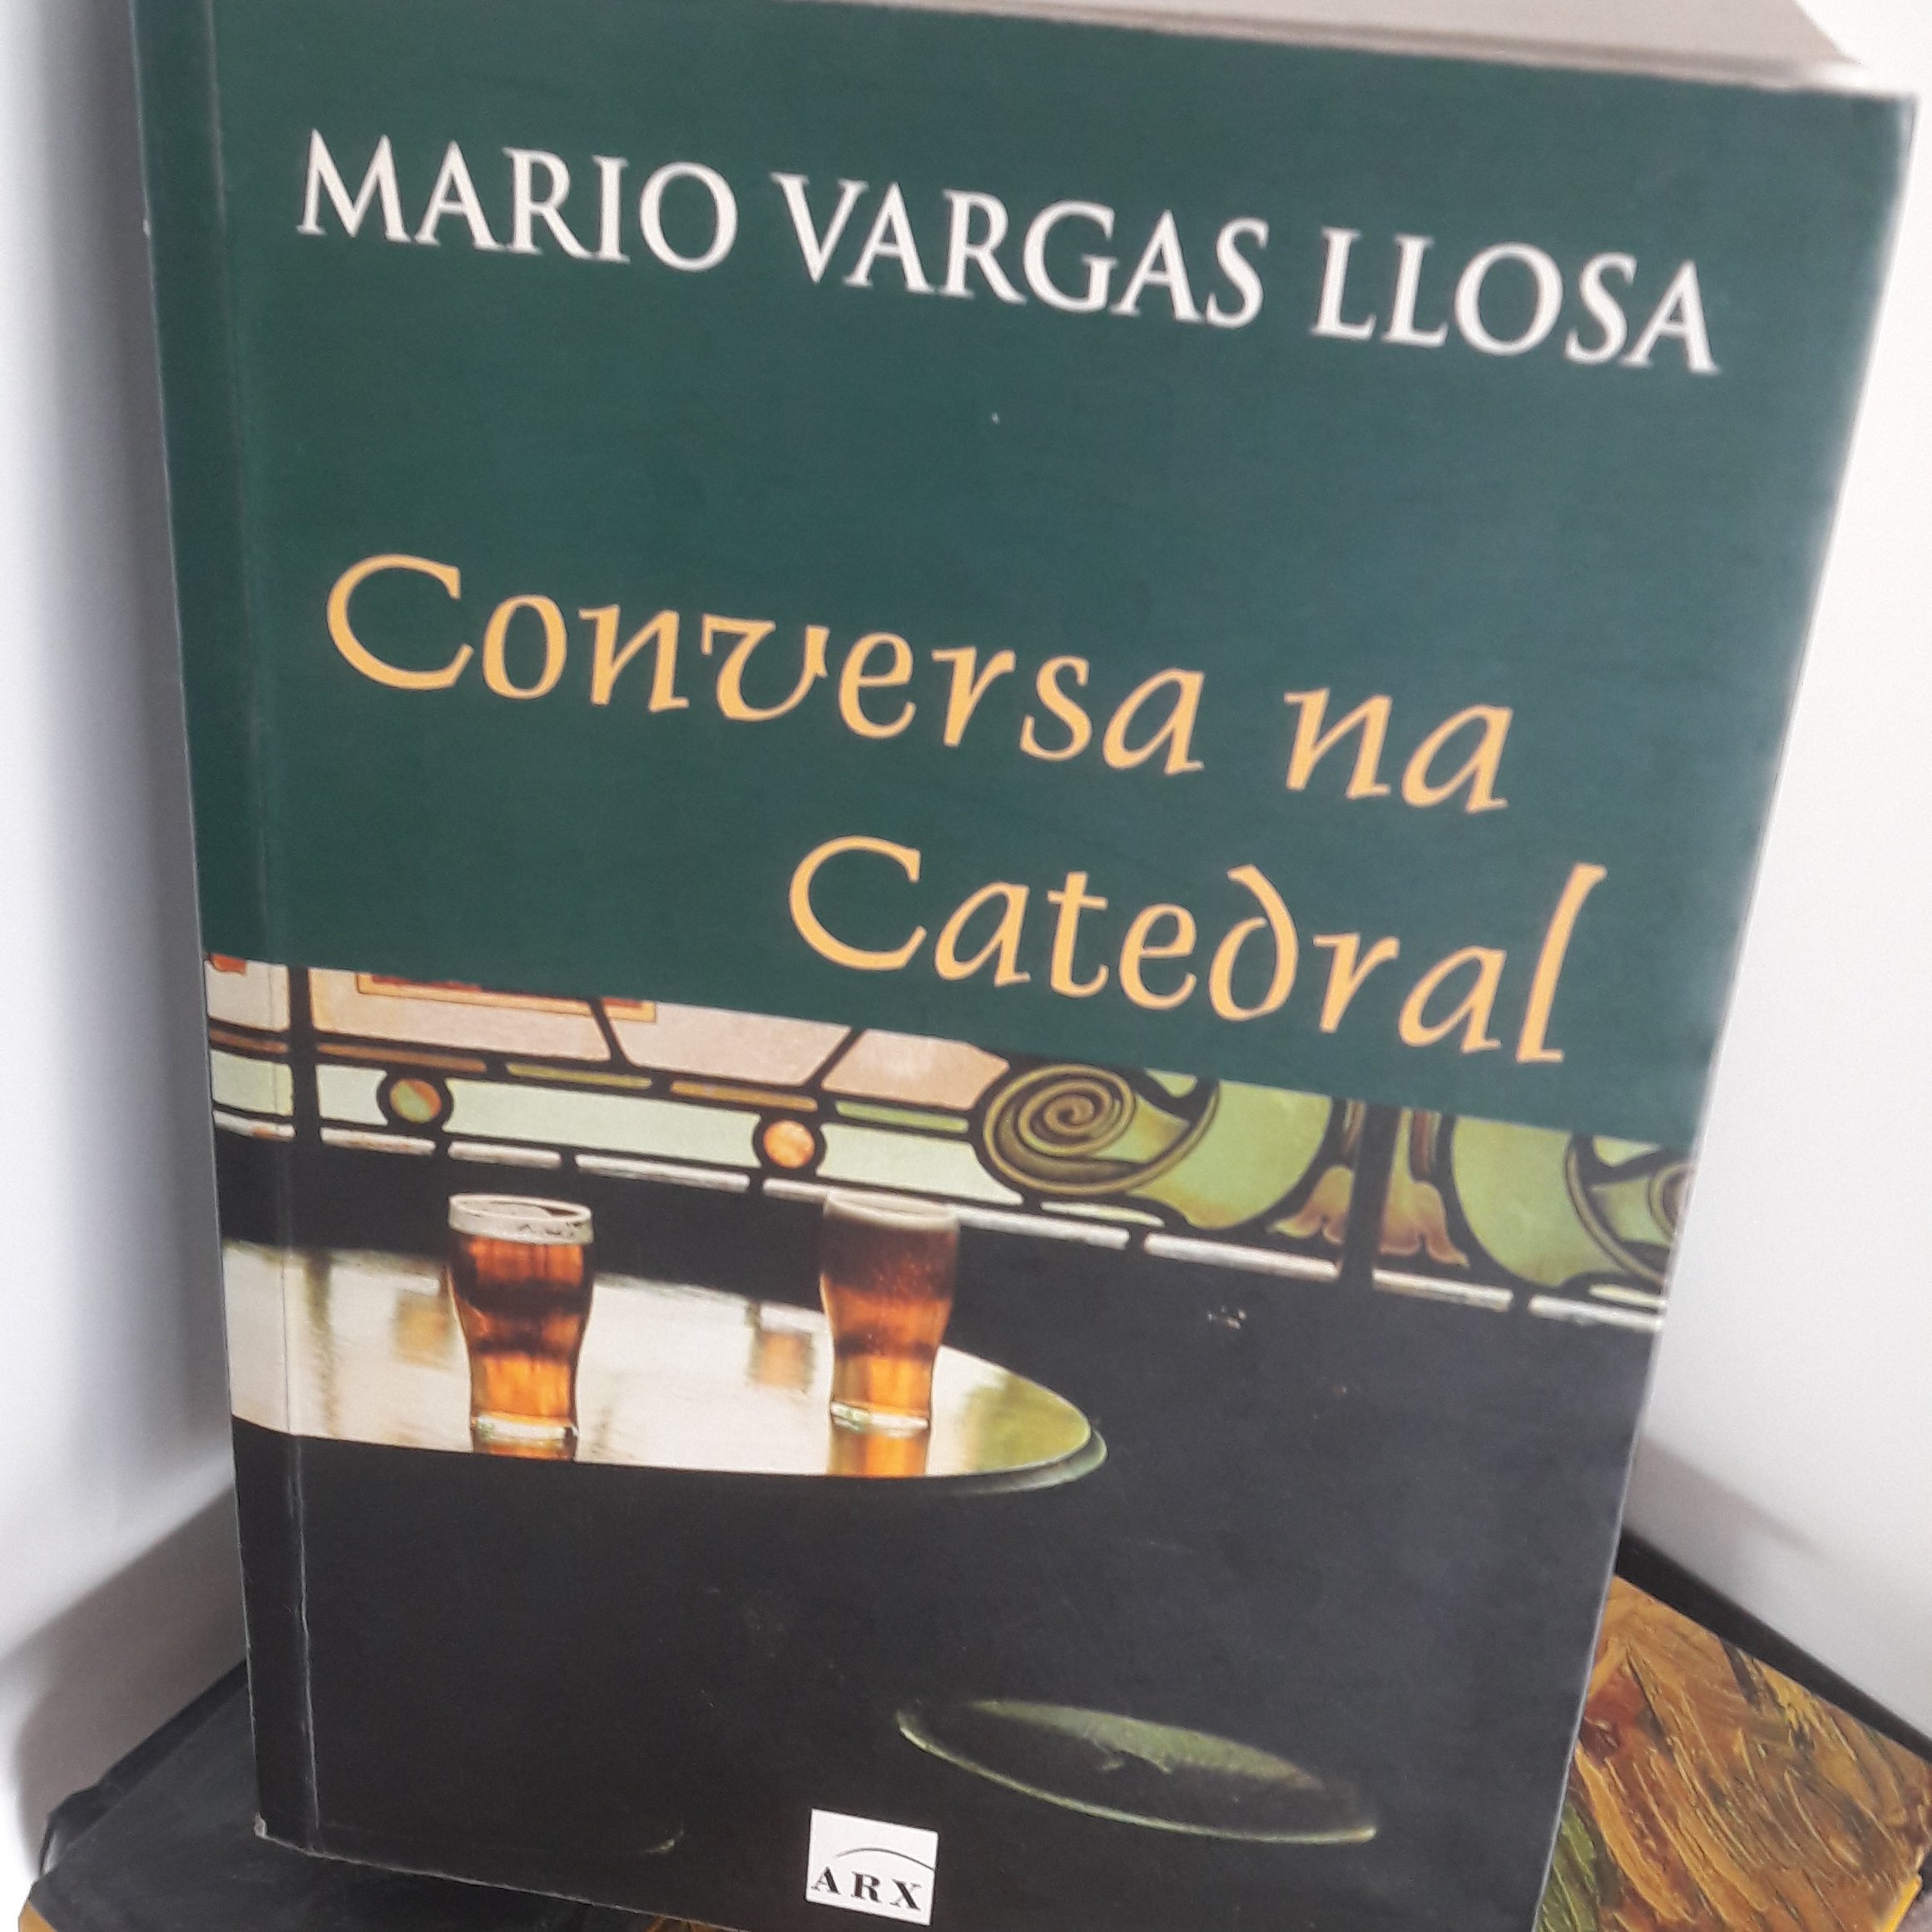 MARIO VARGAS LLOSA
Conversa na
Catedral
ARX